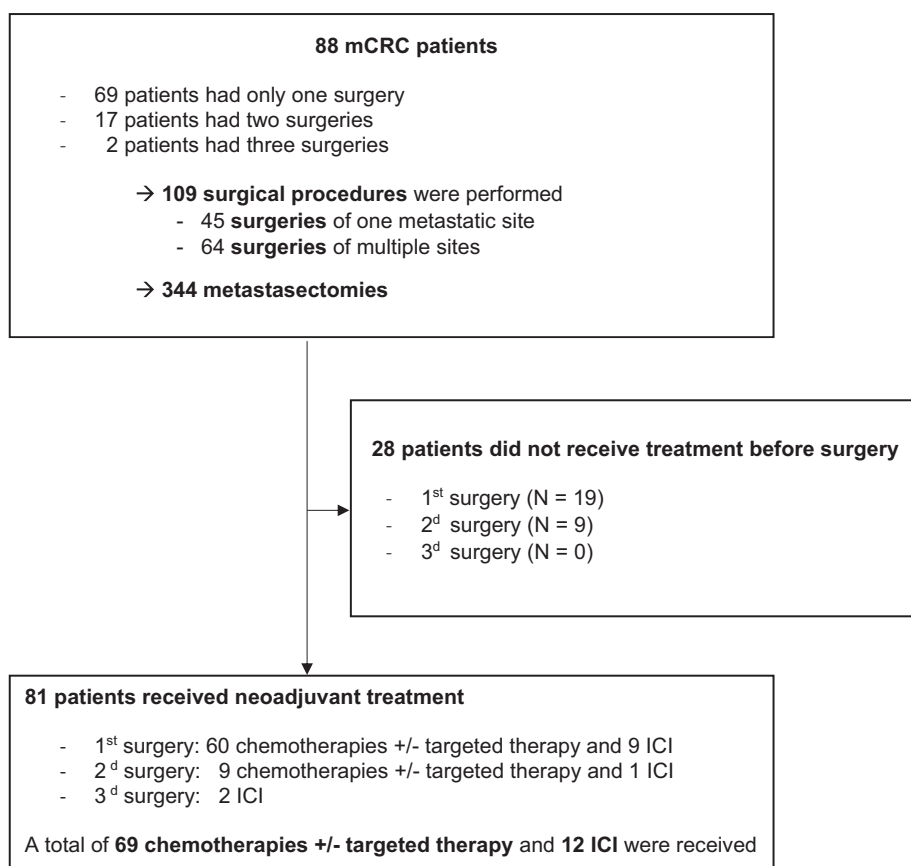 88 mCRC patients
- 69 patients had only one surgery
- 17 patients had two surgeries
- 2 patients had three surgeries
→ 109 surgical procedures were performed
- 45 surgeries of one metastatic site
- 64 surgeries of multiple sites
→ 344 metastasectomies
28 patients did not receive treatment before surgery
- 1st surgery (N = 19)
- 2d surgery (N = 9)
- 3d surgery (N = 0)
81 patients received neoadjuvant treatment
- 1st surgery: 60 chemotherapies +/- targeted therapy and 9 ICI
- 2 d surgery: 9 chemotherapies +/- targeted therapy and 1 ICI
- 3 d surgery: 2 ICI
A total of 69 chemotherapies +/- targeted therapy and 12 ICI were received